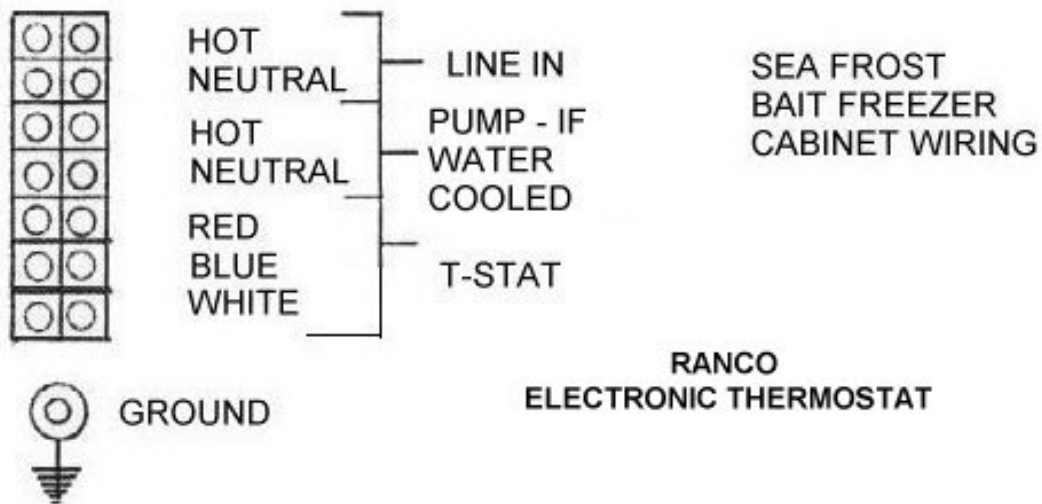 HOT
NEUTRAL
LINE IN
HOT
NEUTRAL
PUMP - IF
WATER
COOLED
RED
BLUE
WHITE
T-STAT
GROUND
SEA FROST
BAIT FREEZER
CABINET WIRING
RANCO
ELECTRONIC THERMOSTAT